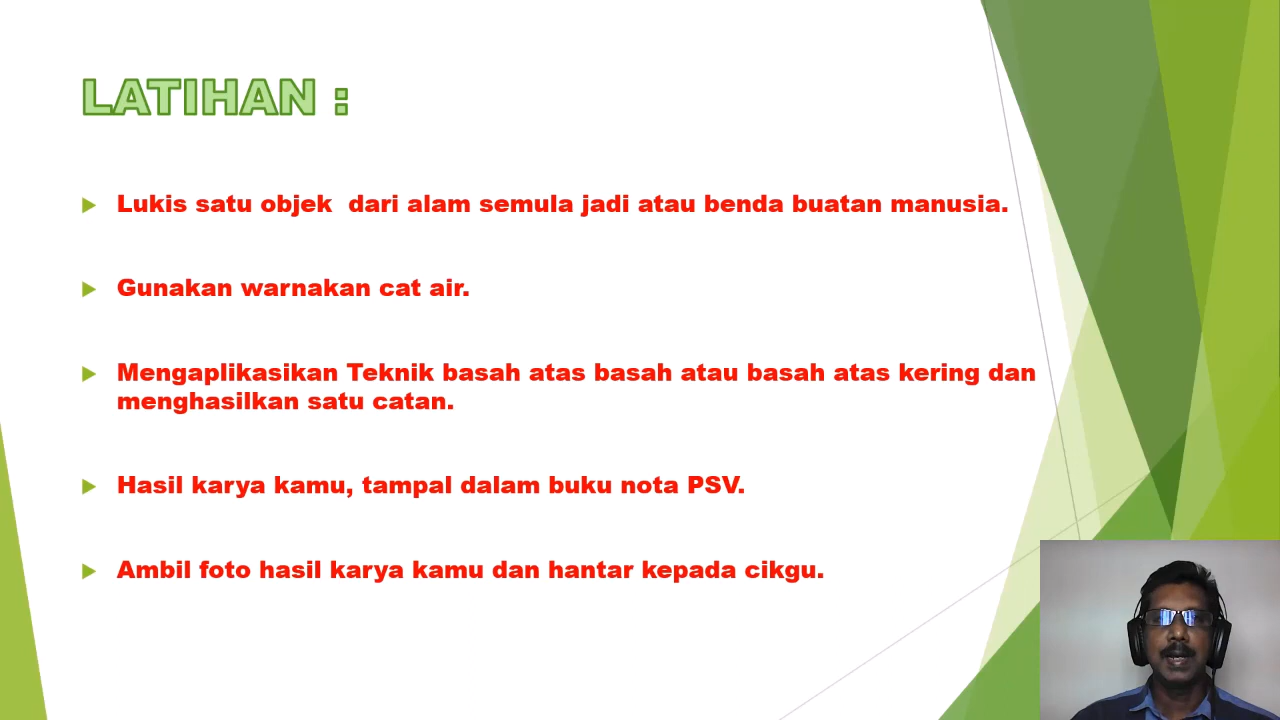 LATIHAN :
Lukis satu objek dari alam semula jadi atau benda buatan manusia.
Gunakan warnakan cat air.
Mengaplikasikan Teknik basah atas basah atau basah atas kering dan
menghasilkan satu catan.
Hasil karya kamu, tampal dalam buku nota PSV.
Ambil foto hasil karya kamu dan hantar kepada cikgu.